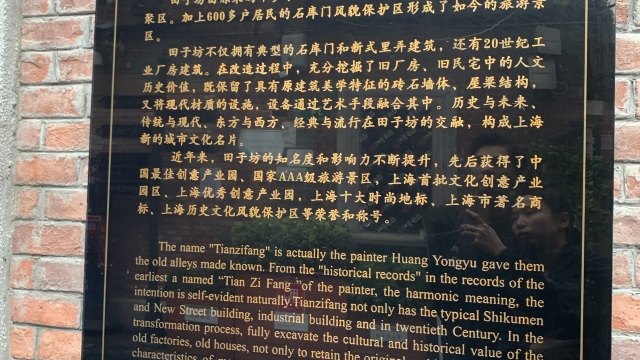 聚区。加上600多户居民的石库门风貌保护区形成了如今的旅游景
区。
田子坊不仅拥有典型的石库门和新式里弄建筑，还有20世纪工
业厂房建筑。在改造过程中，充分挖掘了旧厂房、旧民宅中的人文
历史价值，既保留了具有原建筑美学特征的砖石墙体、屋梁结构，
又将现代材质的设施，设备通过艺术手段融合其中。历史与未来、
传统与现代、东方与西方，经典与流行在田子坊的交融，构成上海
新的城市文化名片。
近年来，田子坊的知名度和影响力不断提升，先后获得了中
国最佳创意产业园、国家AAA级旅游景区，上海首批文化创意产业
园区，上海优秀创意产业园，上海十大时尚地标、上海市著名商
标、上海历史文化风貌保护区等荣誉和称号。
The name "Tianzifang" is actually the painter Huang Yongyu gave them
the old alleys made known. From the "historical records" in the records of the
earliest a named “Tian Zi Fang ”of the painter, the harmonic meaning, the
intention is self-evident naturally.Tianzifang not only has the typical Shikumen
and New Street building, industrial building and in twentieth Century. In the
transformation process, fully excavate the cultural and historical value of the
old factories, old houses, not only to retain the original
characteristics of